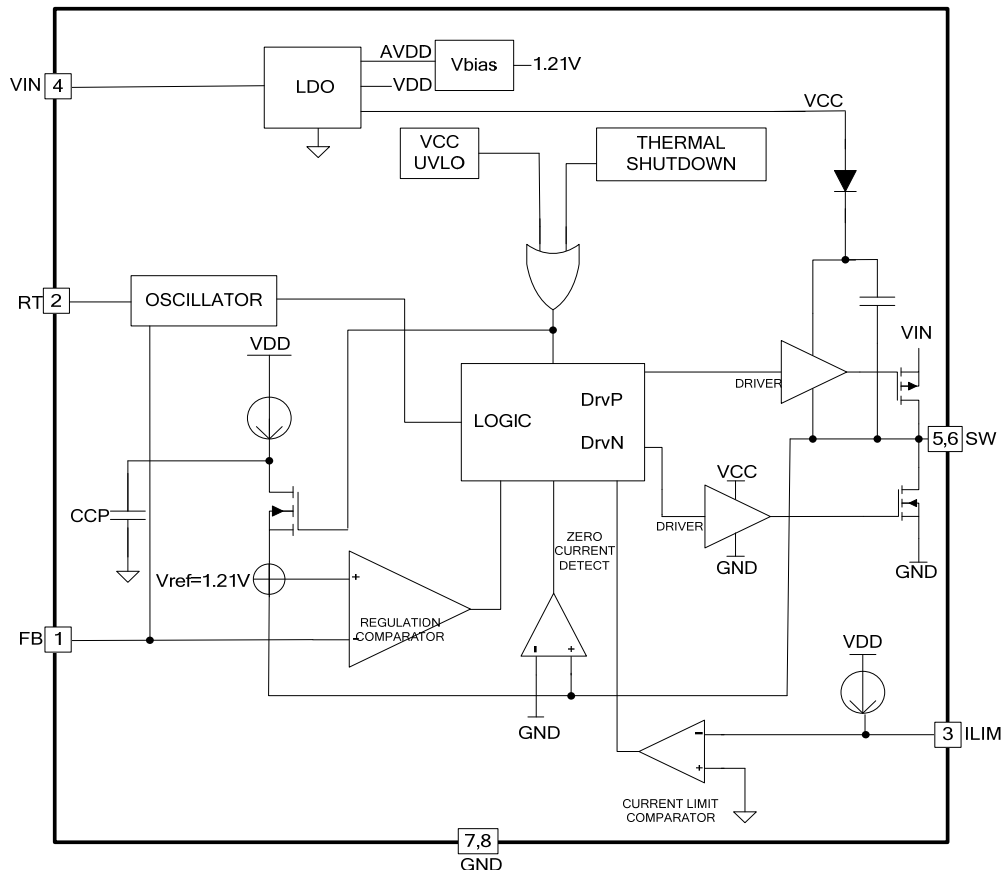 AVDD
Vbias
1.21V
VIN
4
LDO
VDD
VCC
VCC
UVLO
THERMAL
SHUTDOWN
RT
2
OSCILLATOR
VDD
VIN
DRIVER
DrvP
LOGIC
DrvN
5,6
SW
VCC
CCP
DRIVER
ZERO
CURRENT
DETECT
GND
GND
Vref=1.21V
+
REGULATION
COMPARATOR
-
FB
1
-
+
VDD
GND
-
3
ILIM
+
CURRENT LIMIT
COMPARATOR
7,8
GND